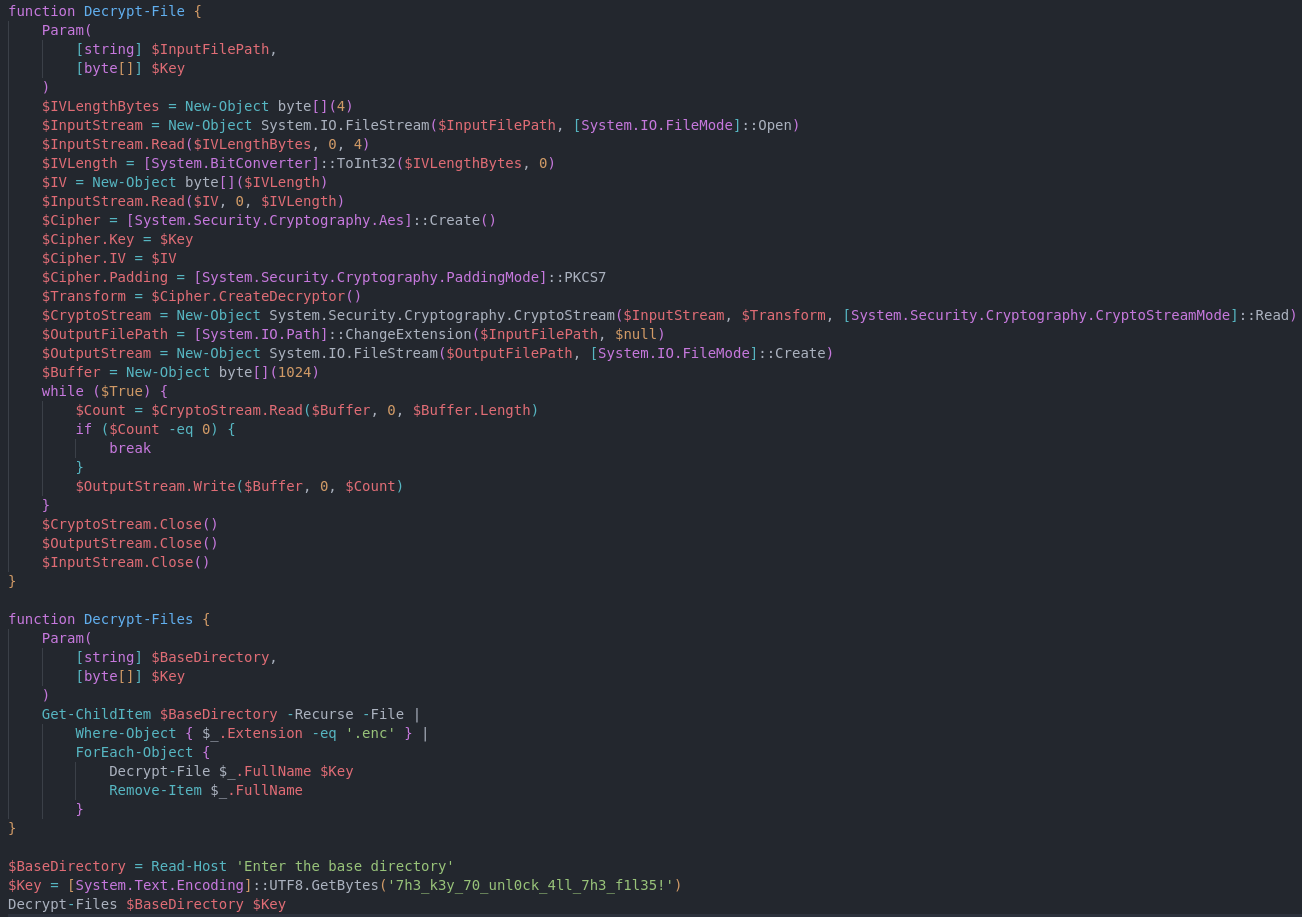 function Decrypt-File {
    Param(
        [string] $InputFilePath,
        [byte[]] $Key
    )
    $IVLengthBytes = New-Object byte[](4)
    $InputStream = New-Object System.IO.FileStream($InputFilePath, [System.IO.FileMode]::Open)
    $InputStream.Read($IVLengthBytes, 0, 4)
    $IVLength = [System.BitConverter]::ToInt32($IVLengthBytes, 0)
    $IV = New-Object byte[]($IVLength)
    $InputStream.Read($IV, 0, $IVLength)
    $Cipher = [System.Security.Cryptography.Aes]::Create()
    $Cipher.Key = $Key
    $Cipher.IV = $IV
    $Cipher.Padding = [System.Security.Cryptography.PaddingMode]::PKCS7
    $Transform = $Cipher.CreateDecryptor()
    $CryptoStream = New-Object System.Security.Cryptography.CryptoStream($InputStream, $Transform, [System.Security.Cryptography.CryptoStreamMode]::Read)
    $OutputFilePath = [System.IO.Path]::ChangeExtension($InputFilePath, $null)
    $OutputStream = New-Object System.IO.FileStream($OutputFilePath, [System.IO.FileMode]::Create)
    $Buffer = New-Object byte[](1024)
    while ($True) {
        $Count = $CryptoStream.Read($Buffer, 0, $Buffer.Length)
        if ($Count -eq 0) {
            break
        }
        $OutputStream.Write($Buffer, 0, $Count)
    }
    $CryptoStream.Close()
    $OutputStream.Close()
    $InputStream.Close()
}

function Decrypt-Files {
    Param(
        [string] $BaseDirectory,
        [byte[]] $Key
    )
    Get-ChildItem $BaseDirectory -Recurse -File |
        Where-Object { $_.Extension -eq '.enc' } |
        ForEach-Object {
            Decrypt-File $_.FullName $Key
            Remove-Item $_.FullName
        }
}

$BaseDirectory = Read-Host 'Enter the base directory'
$Key = [System.Text.Encoding]::UTF8.GetBytes('7h3_k3y_70_unl0ck_4ll_7h3_f1l35!')
Decrypt-Files $BaseDirectory $Key